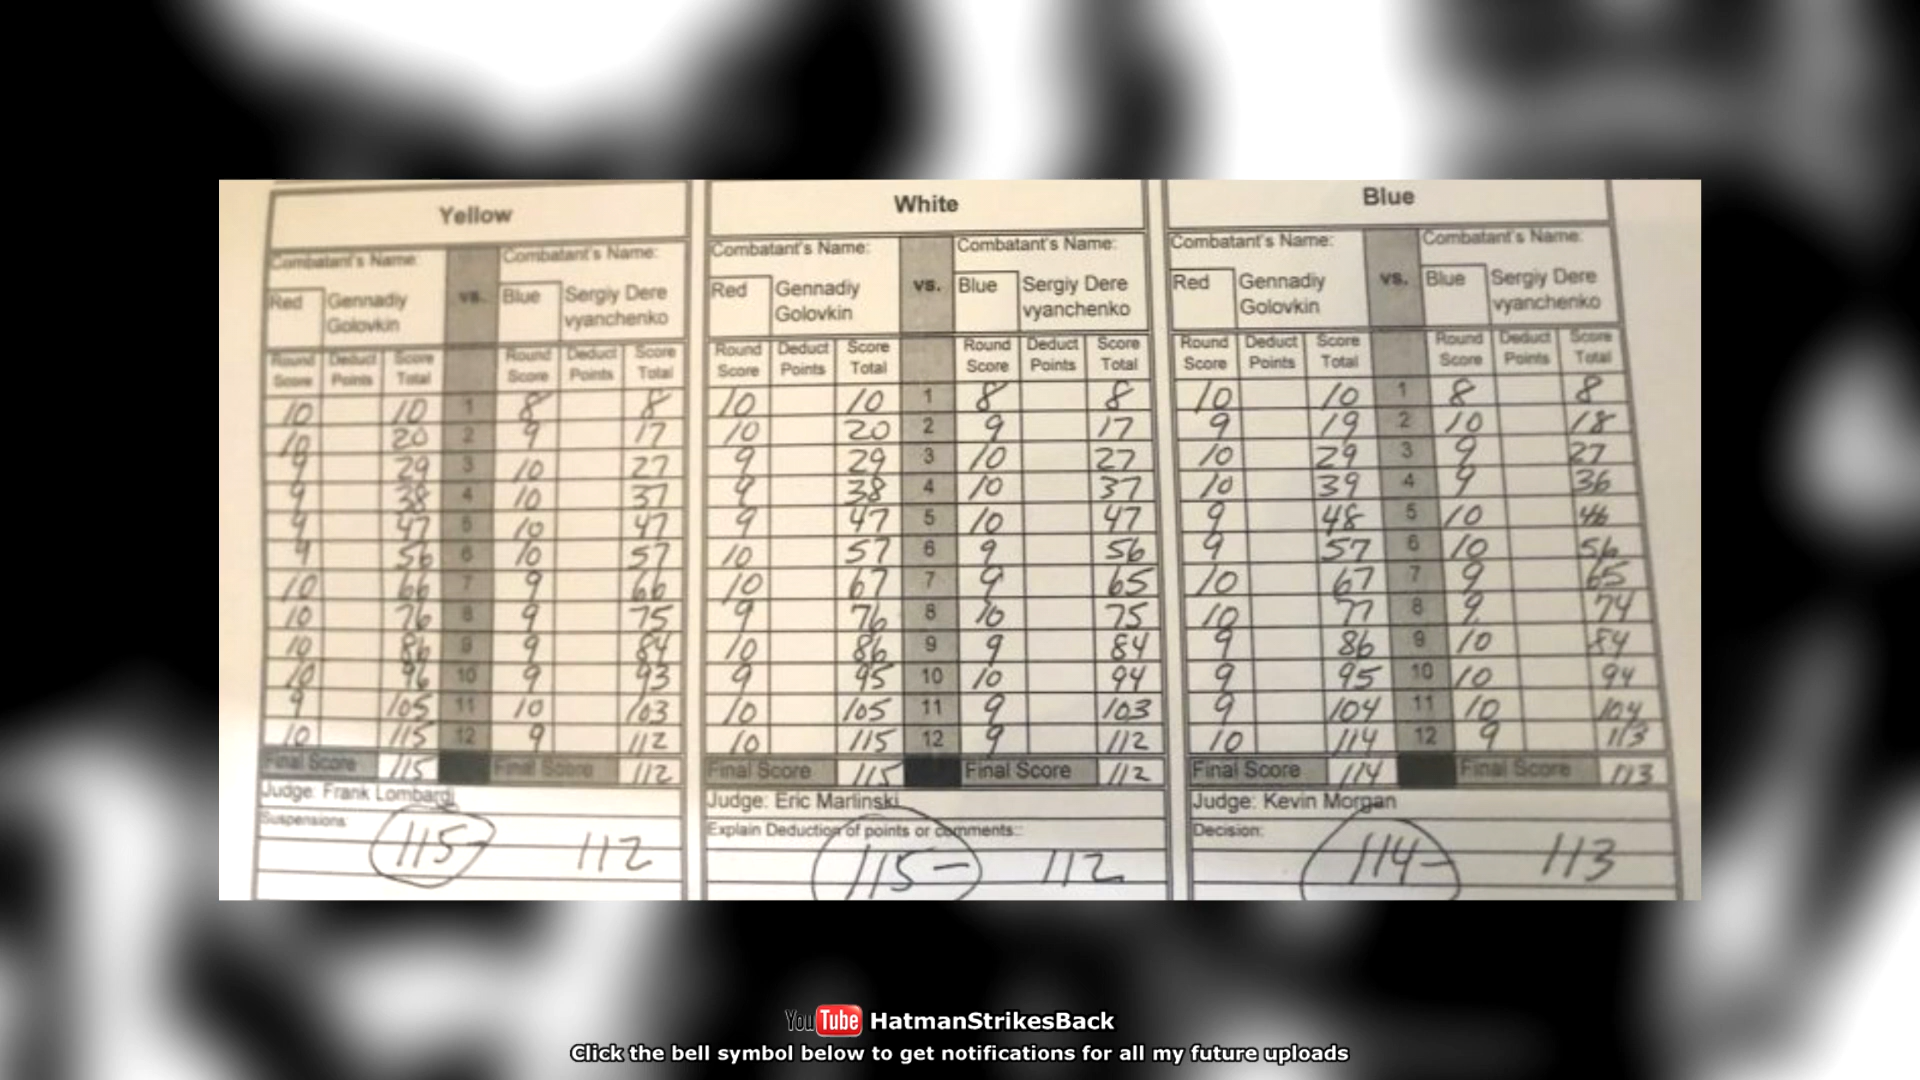 Yellow
Combatant's Name: vs. Combatant's Name:
Red Gennadiy Golovkin Blue Sergiy Dere vyanchenko
Round Score Deduct Points Score Total Round Score Deduct Points Score Total
10 10 1 8 8
10 20 2 9 17
9 29 3 10 27
9 38 4 10 37
9 47 5 10 47
9 56 6 10 57
10 66 7 9 66
10 76 8 9 75
10 86 9 9 84
10 96 10 9 93
9 105 11 10 103
10 115 12 9 112
Final Score 115 Final Score 112
Judge: Frank Lombardi
Suspensions:
115- 112
White
Combatant's Name: vs. Combatant's Name:
Red Gennadiy Golovkin Blue Sergiy Dere vyanchenko
Round Score Deduct Points Score Total Round Score Deduct Points Score Total
10 10 1 8 8
10 20 2 9 17
9 29 3 10 27
9 38 4 10 37
9 47 5 10 47
10 57 6 9 56
10 67 7 9 65
9 76 8 10 75
10 86 9 9 84
9 95 10 10 94
10 105 11 9 103
10 115 12 9 112
Final Score 115 Final Score 112
Judge: Eric Marlinski
Explain Deduction of points or comments:
115- 112
Blue
Combatant's Name: vs. Combatant's Name:
Red Gennadiy Golovkin Blue Sergiy Dere vyanchenko
Round Score Deduct Points Score Total Round Score Deduct Points Score Total
10 10 1 8 8
9 19 2 10 18
10 29 3 9 27
10 39 4 9 36
9 48 5 10 46
9 57 6 10 56
10 67 7 9 65
10 77 8 9 74
9 86 9 10 84
9 95 10 10 94
9 104 11 10 104
10 114 12 9 113
Final Score 114 Final Score 113
Judge: Kevin Morgan
Decision:
114- 113
YouTube HatmanStrikesBack
Click the bell symbol below to get notifications for all my future uploads